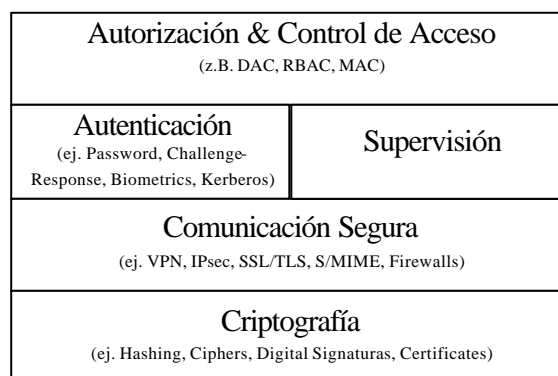 Autorización & Control de Acceso
(z.B. DAC, RBAC, MAC)
Autenticación
(ej. Password, Challenge-
Response, Biometrics, Kerberos)
Supervisión
Comunicación Segura
(ej. VPN, IPsec, SSL/TLS, S/MIME, Firewalls)
Criptografía
(ej. Hashing, Ciphers, Digital Signaturas, Certificates)